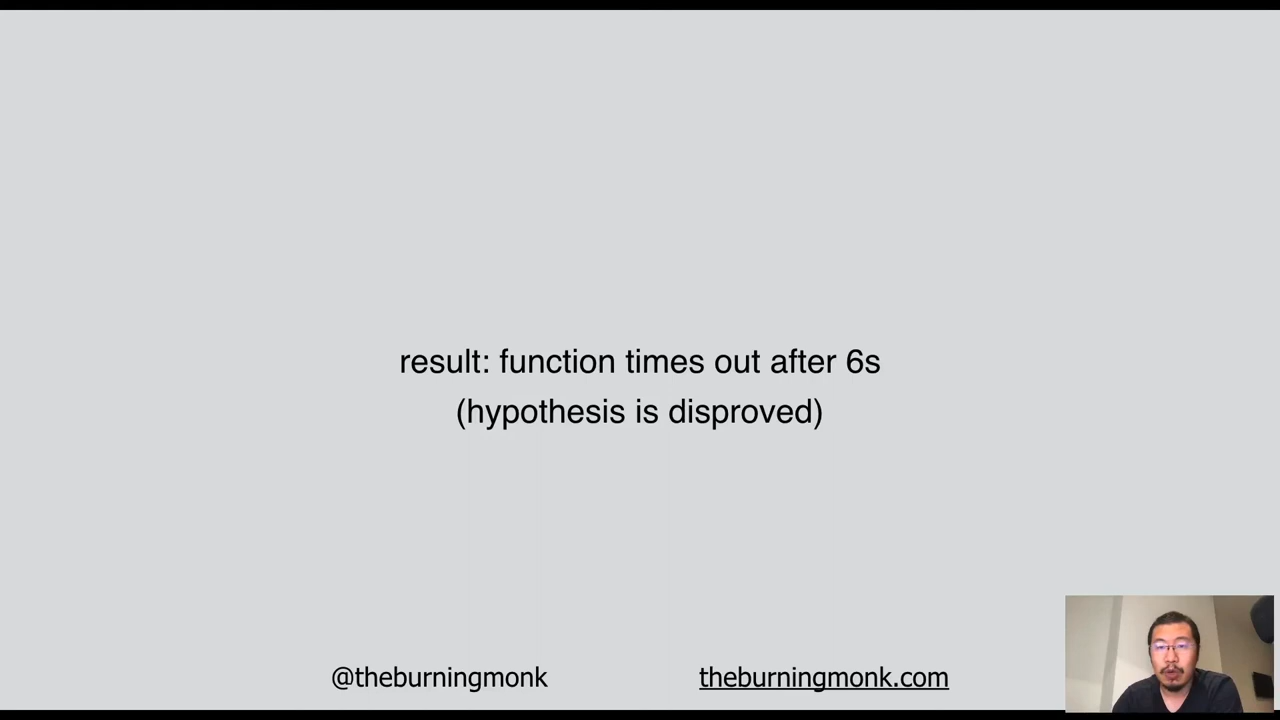 result: function times out after 6s
(hypothesis is disproved)
@theburningmonk theburningmonk.com